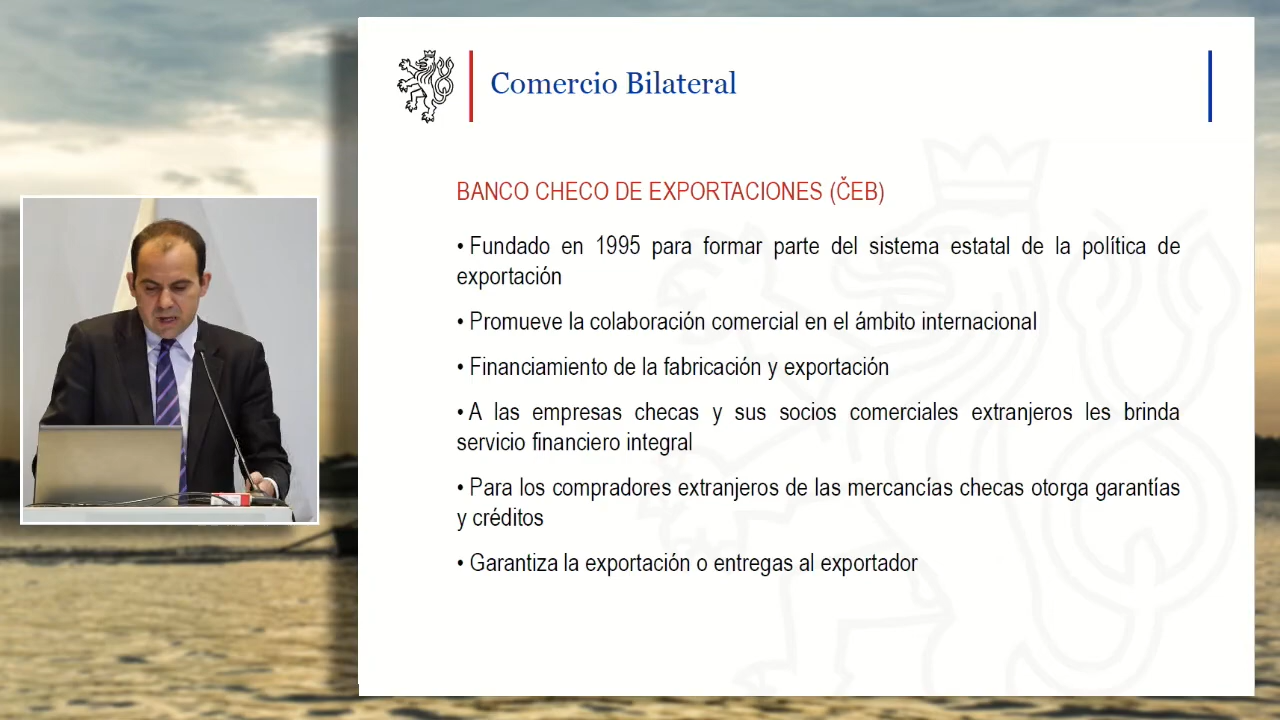 Comercio Bilateral
BANCO CHECO DE EXPORTACIONES (ČEB)
• Fundado en 1995 para formar parte del sistema estatal de la política de
exportación
• Promueve la colaboración comercial en el ámbito internacional
• Financiamiento de la fabricación y exportación
• A las empresas checas y sus socios comerciales extranjeros les brinda
servicio financiero integral
• Para los compradores extranjeros de las mercancías checas otorga garantías
y créditos
• Garantiza la exportación o entregas al exportador